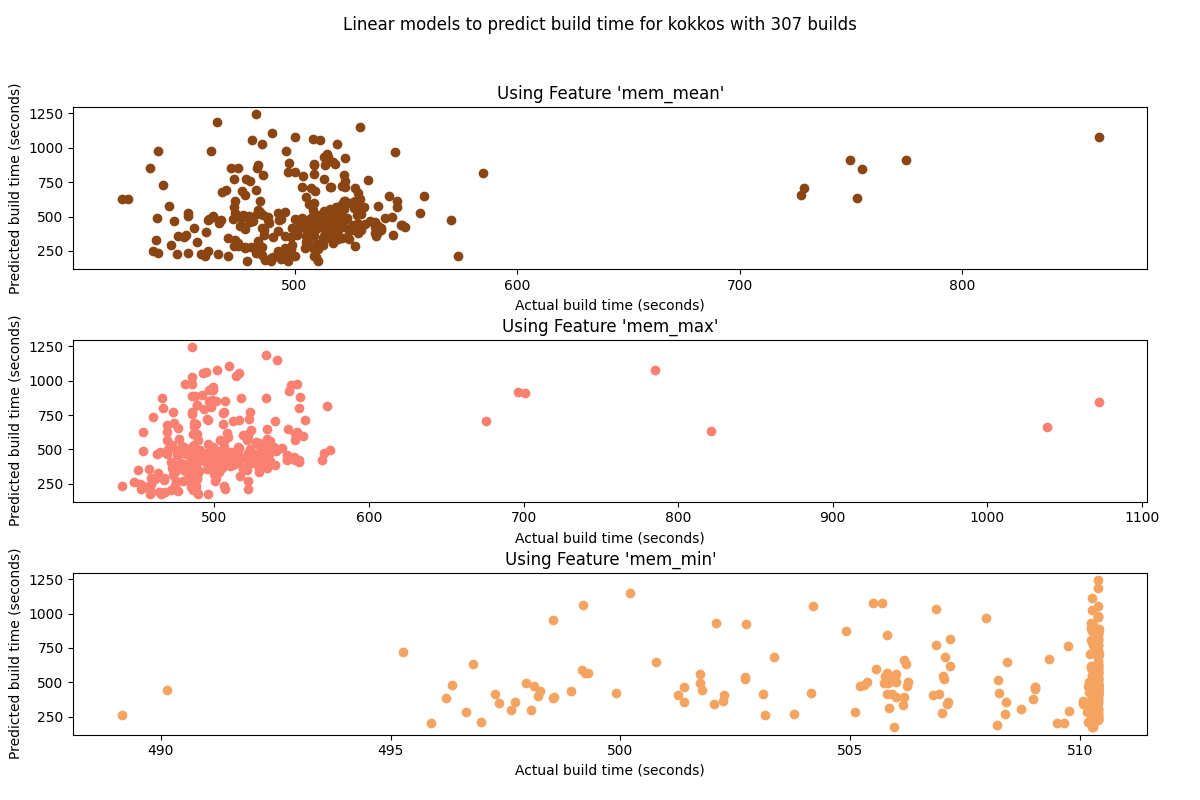 Linear models to predict build time for kokkos with 307 builds
Using Feature 'mem_mean'
Predicted build time (seconds)
1250
1000
750
500
250
500 600 700 800
Actual build time (seconds)
Using Feature 'mem_max'
Predicted build time (seconds)
1250
1000
750
500
250
500 600 700 800 900 1000 1100
Actual build time (seconds)
Using Feature 'mem_min'
Predicted build time (seconds)
1250
1000
750
500
250
490 495 500 505 510
Actual build time (seconds)